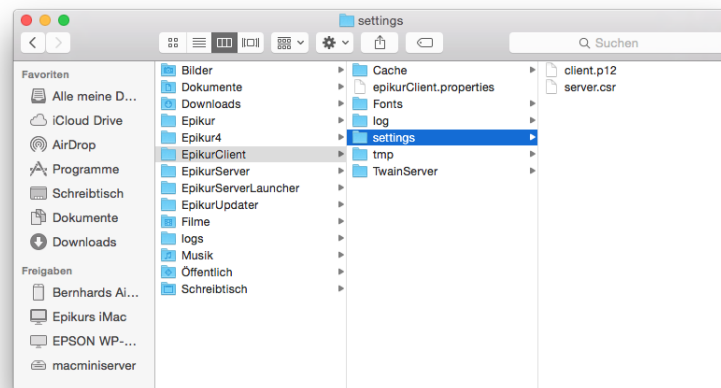 settings
Suchen
Favoriten
Alle meine D...
iCloud Drive
AirDrop
Programme
Schreibtisch
Dokumente
Downloads
Freigaben
Bernhards Ai...
Epikurs iMac
EPSON WP-...
macminiserver
Bilder
Dokumente
Downloads
Epikur
Epikur4
EpikurClient
EpikurServer
EpikurServerLauncher
EpikurUpdater
Filme
logs
Musik
Öffentlich
Schreibtisch
Cache
epikurClient.properties
Fonts
log
settings
tmp
TwainServer
client.p12
server.csr